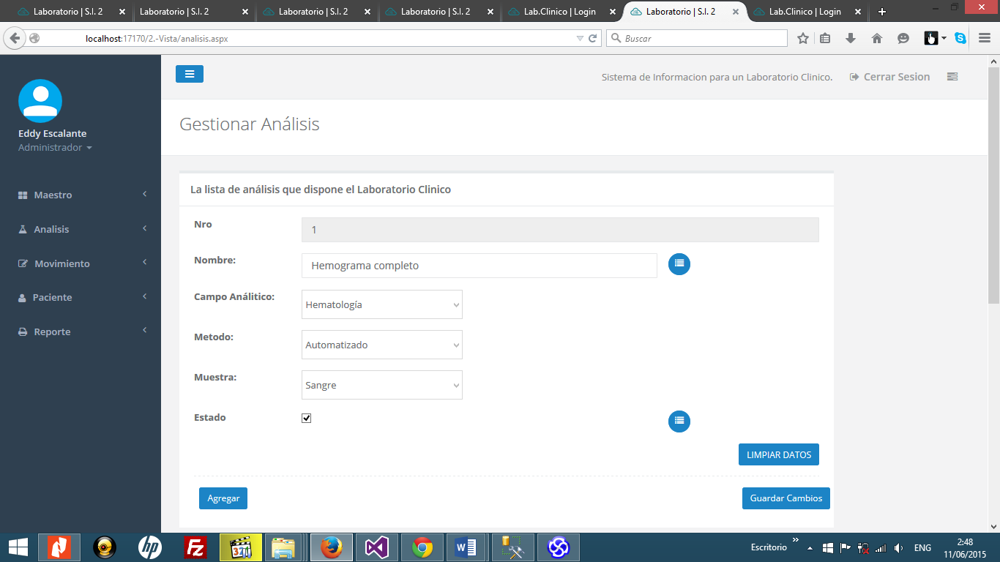 Laboratorio | S.I. 2
Laboratorio | S.I. 2
Laboratorio | S.I. 2
Laboratorio | S.I. 2
Lab.Clinico | Login
Laboratorio | S.I. 2
Lab.Clinico | Login
localhost:17170/2.-Vista/analisis.aspx
Buscar
Sistema de Informacion para un Laboratorio Clinico.
Cerrar Sesion
Eddy Escalante
Administrador
Maestro
Analisis
Movimiento
Paciente
Reporte
Gestionar Análisis
La lista de análisis que dispone el Laboratorio Clinico
Nro
1
Nombre:
Hemograma completo
Campo Análitico:
Hematología
Metodo:
Automatizado
Muestra:
Sangre
Estado
LIMPIAR DATOS
Agregar
Guardar Cambios
hp
Fz
321
Escritorio
ENG
2:48
11/06/2015